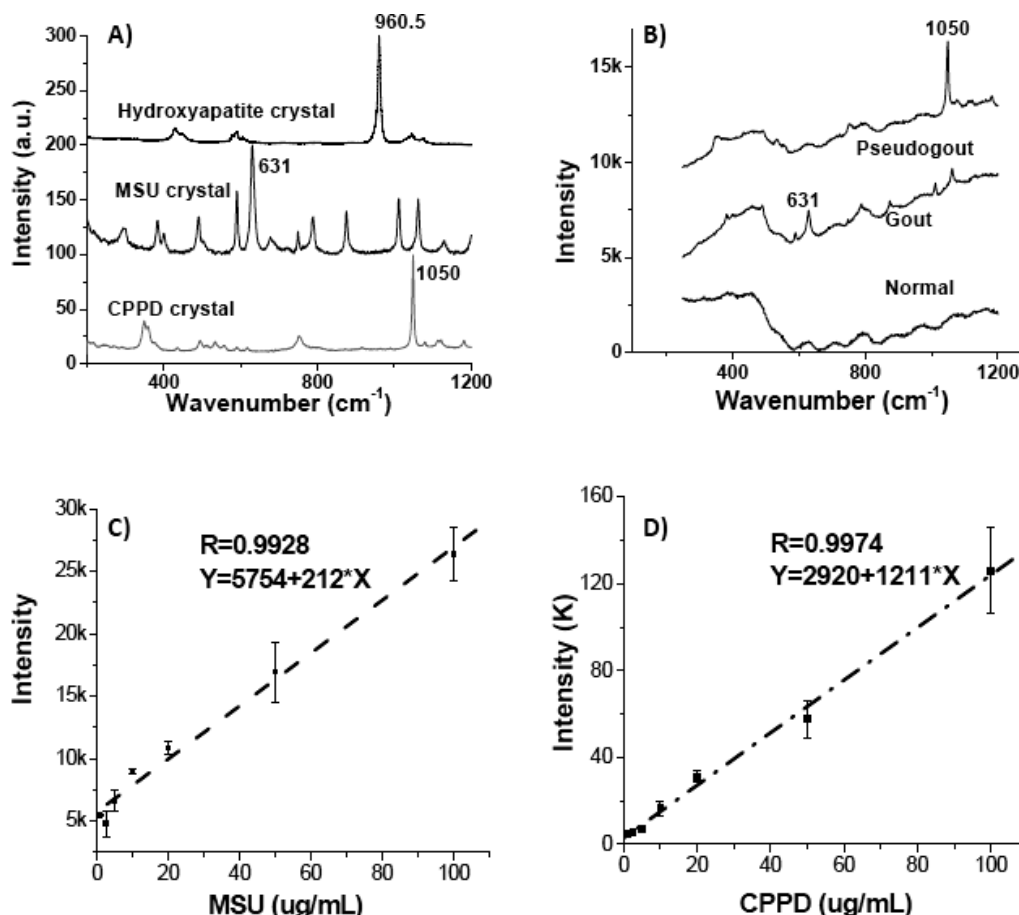 A)
960.5
300
250
Hydroxyapatite crystal
200
631
150
MSU crystal
100
1050
50
CPPD crystal
0
400
800
1200
Intensity (a.u.)
Wavenumber (cm-1)
B)
1050
15k
Pseudogout
10k
631
Gout
5k
Normal
0
400
800
1200
Intensity
Wavenumber (cm-1)
C)
30k
R=0.9928
Y=5754+212*X
25k
20k
15k
10k
5k
0
20
40
60
80
100
Intensity
MSU (ug/mL)
D)
160
R=0.9974
Y=2920+1211*X
120
80
40
0
0
20
40
60
80
100
Intensity (K)
CPPD (ug/mL)